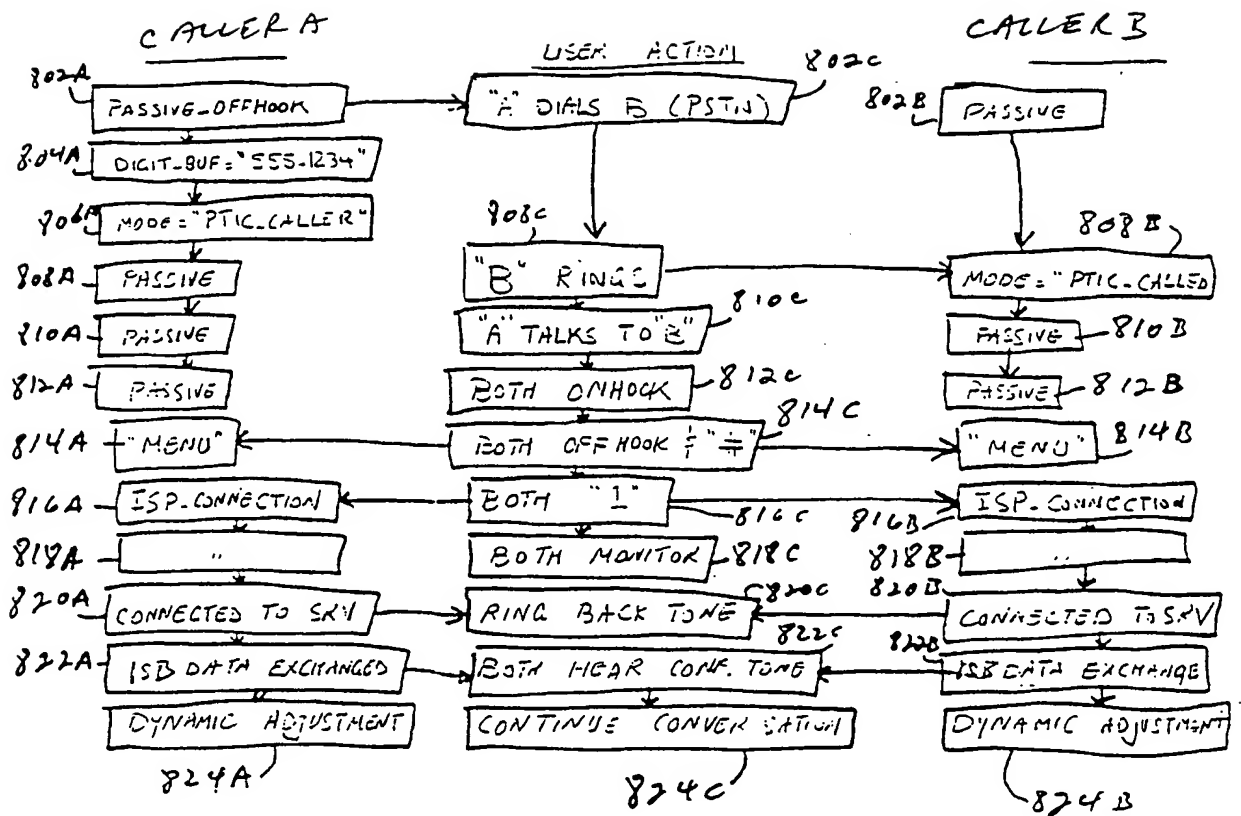 CALLER A
USER ACTION
CALLER B
802A
PASSIVE_OFFHOOK
"A" DIALS B (PSTN)
802C
802B
PASSIVE
804A
DIGIT_BUF="555-1234"
806A
MODE="PTIC_CALLER"
808A
PASSIVE
808C
"B" RINGS
808B
MODE="PTIC_CALLED
810A
PASSIVE
"A" TALKS TO "B"
810C
PASSIVE
810B
812A
PASSIVE
BOTH ONHOOK
812C
PASSIVE
812B
814A
"MENU"
BOTH OFFHOOK & "#"
814C
"MENU"
814B
816A
ISP_CONNECTION
BOTH "1"
816C
816B
ISP_CONNECTION
818A
"
BOTH MONITOR
818C
818B
"
820A
CONNECTED TO SRV
RING BACK TONE
820C
820B
CONNECTED TO SRV
822A
ISB DATA EXCHANGED
BOTH HEAR CONF. TONE
822C
822B
ISB DATA EXCHANGE
DYNAMIC ADJUSTMENT
CONTINUE CONVERSATION
DYNAMIC ADJUSTMENT
824A
824C
824B